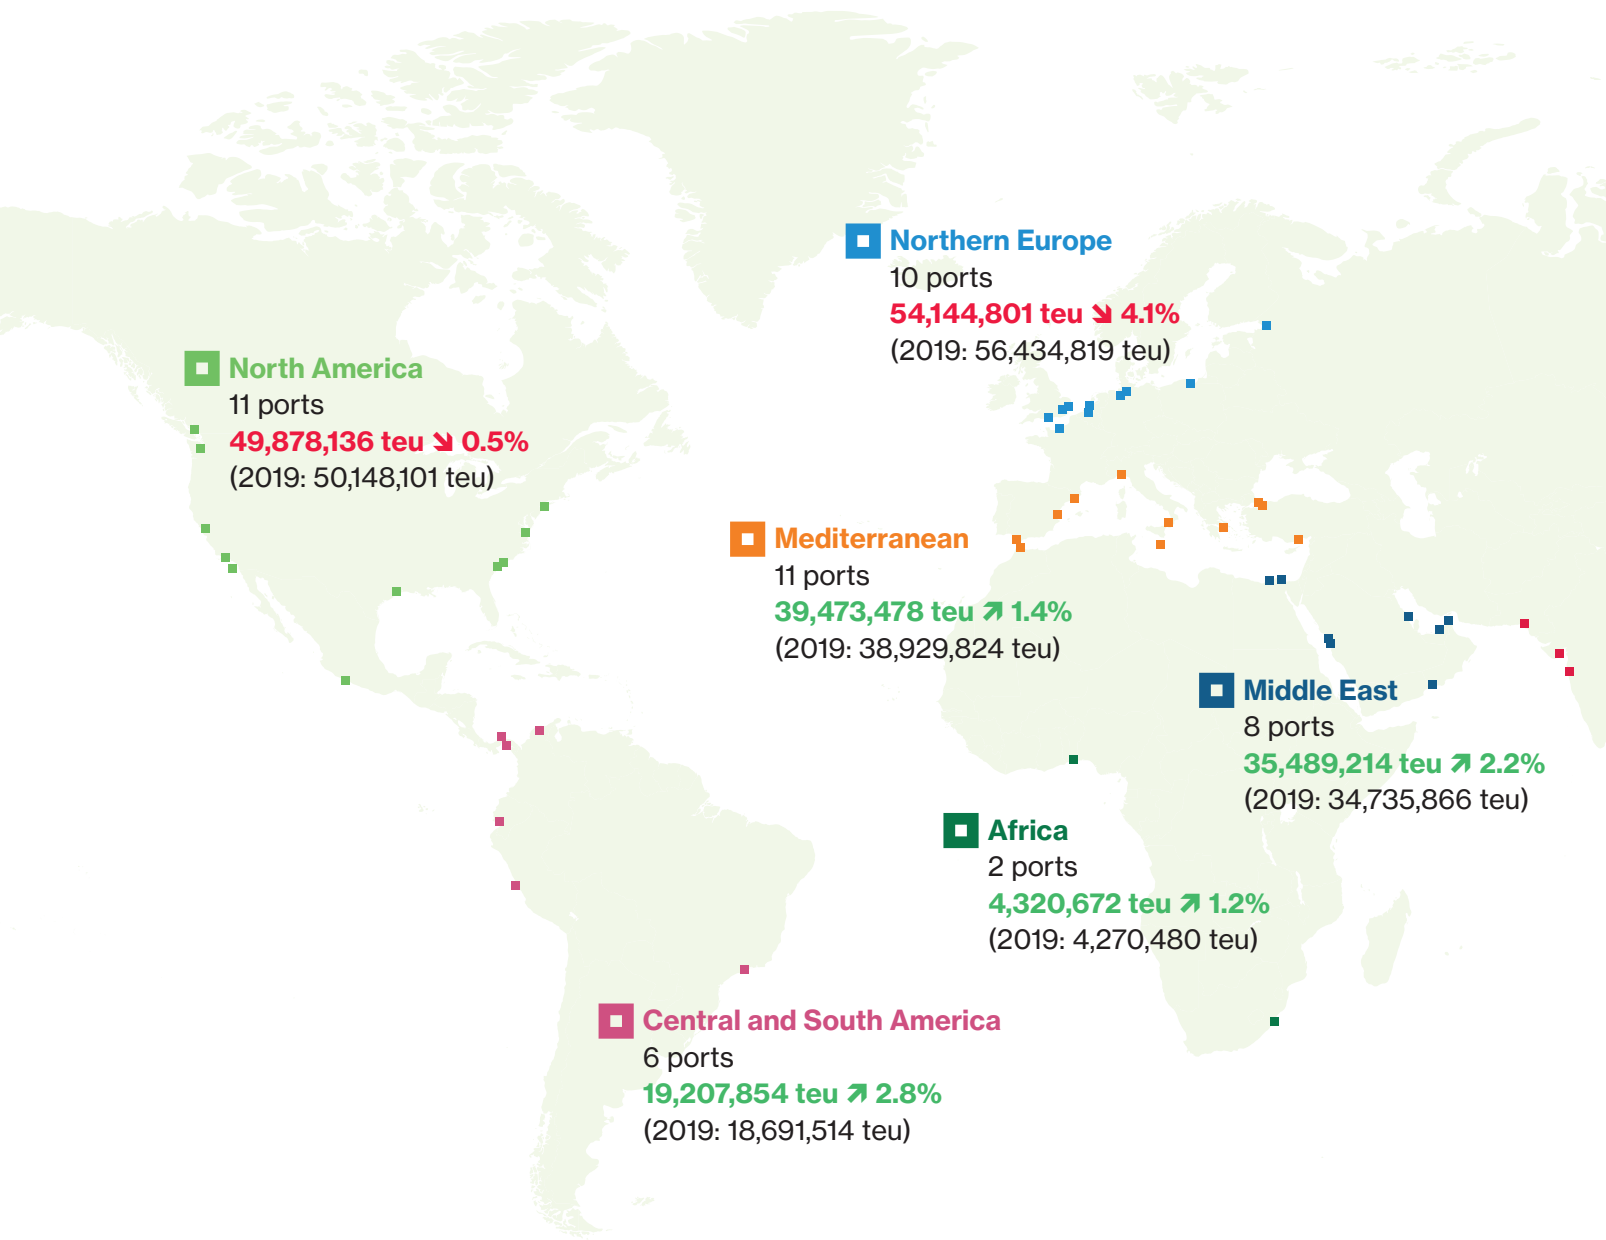 Northern Europe
10 ports
54,144,801 teu ↘ 4.1%
(2019: 56,434,819 teu)
North America
11 ports
49,878,136 teu ↘ 0.5%
(2019: 50,148,101 teu)
Mediterranean
11 ports
39,473,478 teu ↗ 1.4%
(2019: 38,929,824 teu)
Middle East
8 ports
35,489,214 teu ↗ 2.2%
(2019: 34,735,866 teu)
Africa
2 ports
4,320,672 teu ↗ 1.2%
(2019: 4,270,480 teu)
Central and South America
6 ports
19,207,854 teu ↗ 2.8%
(2019: 18,691,514 teu)